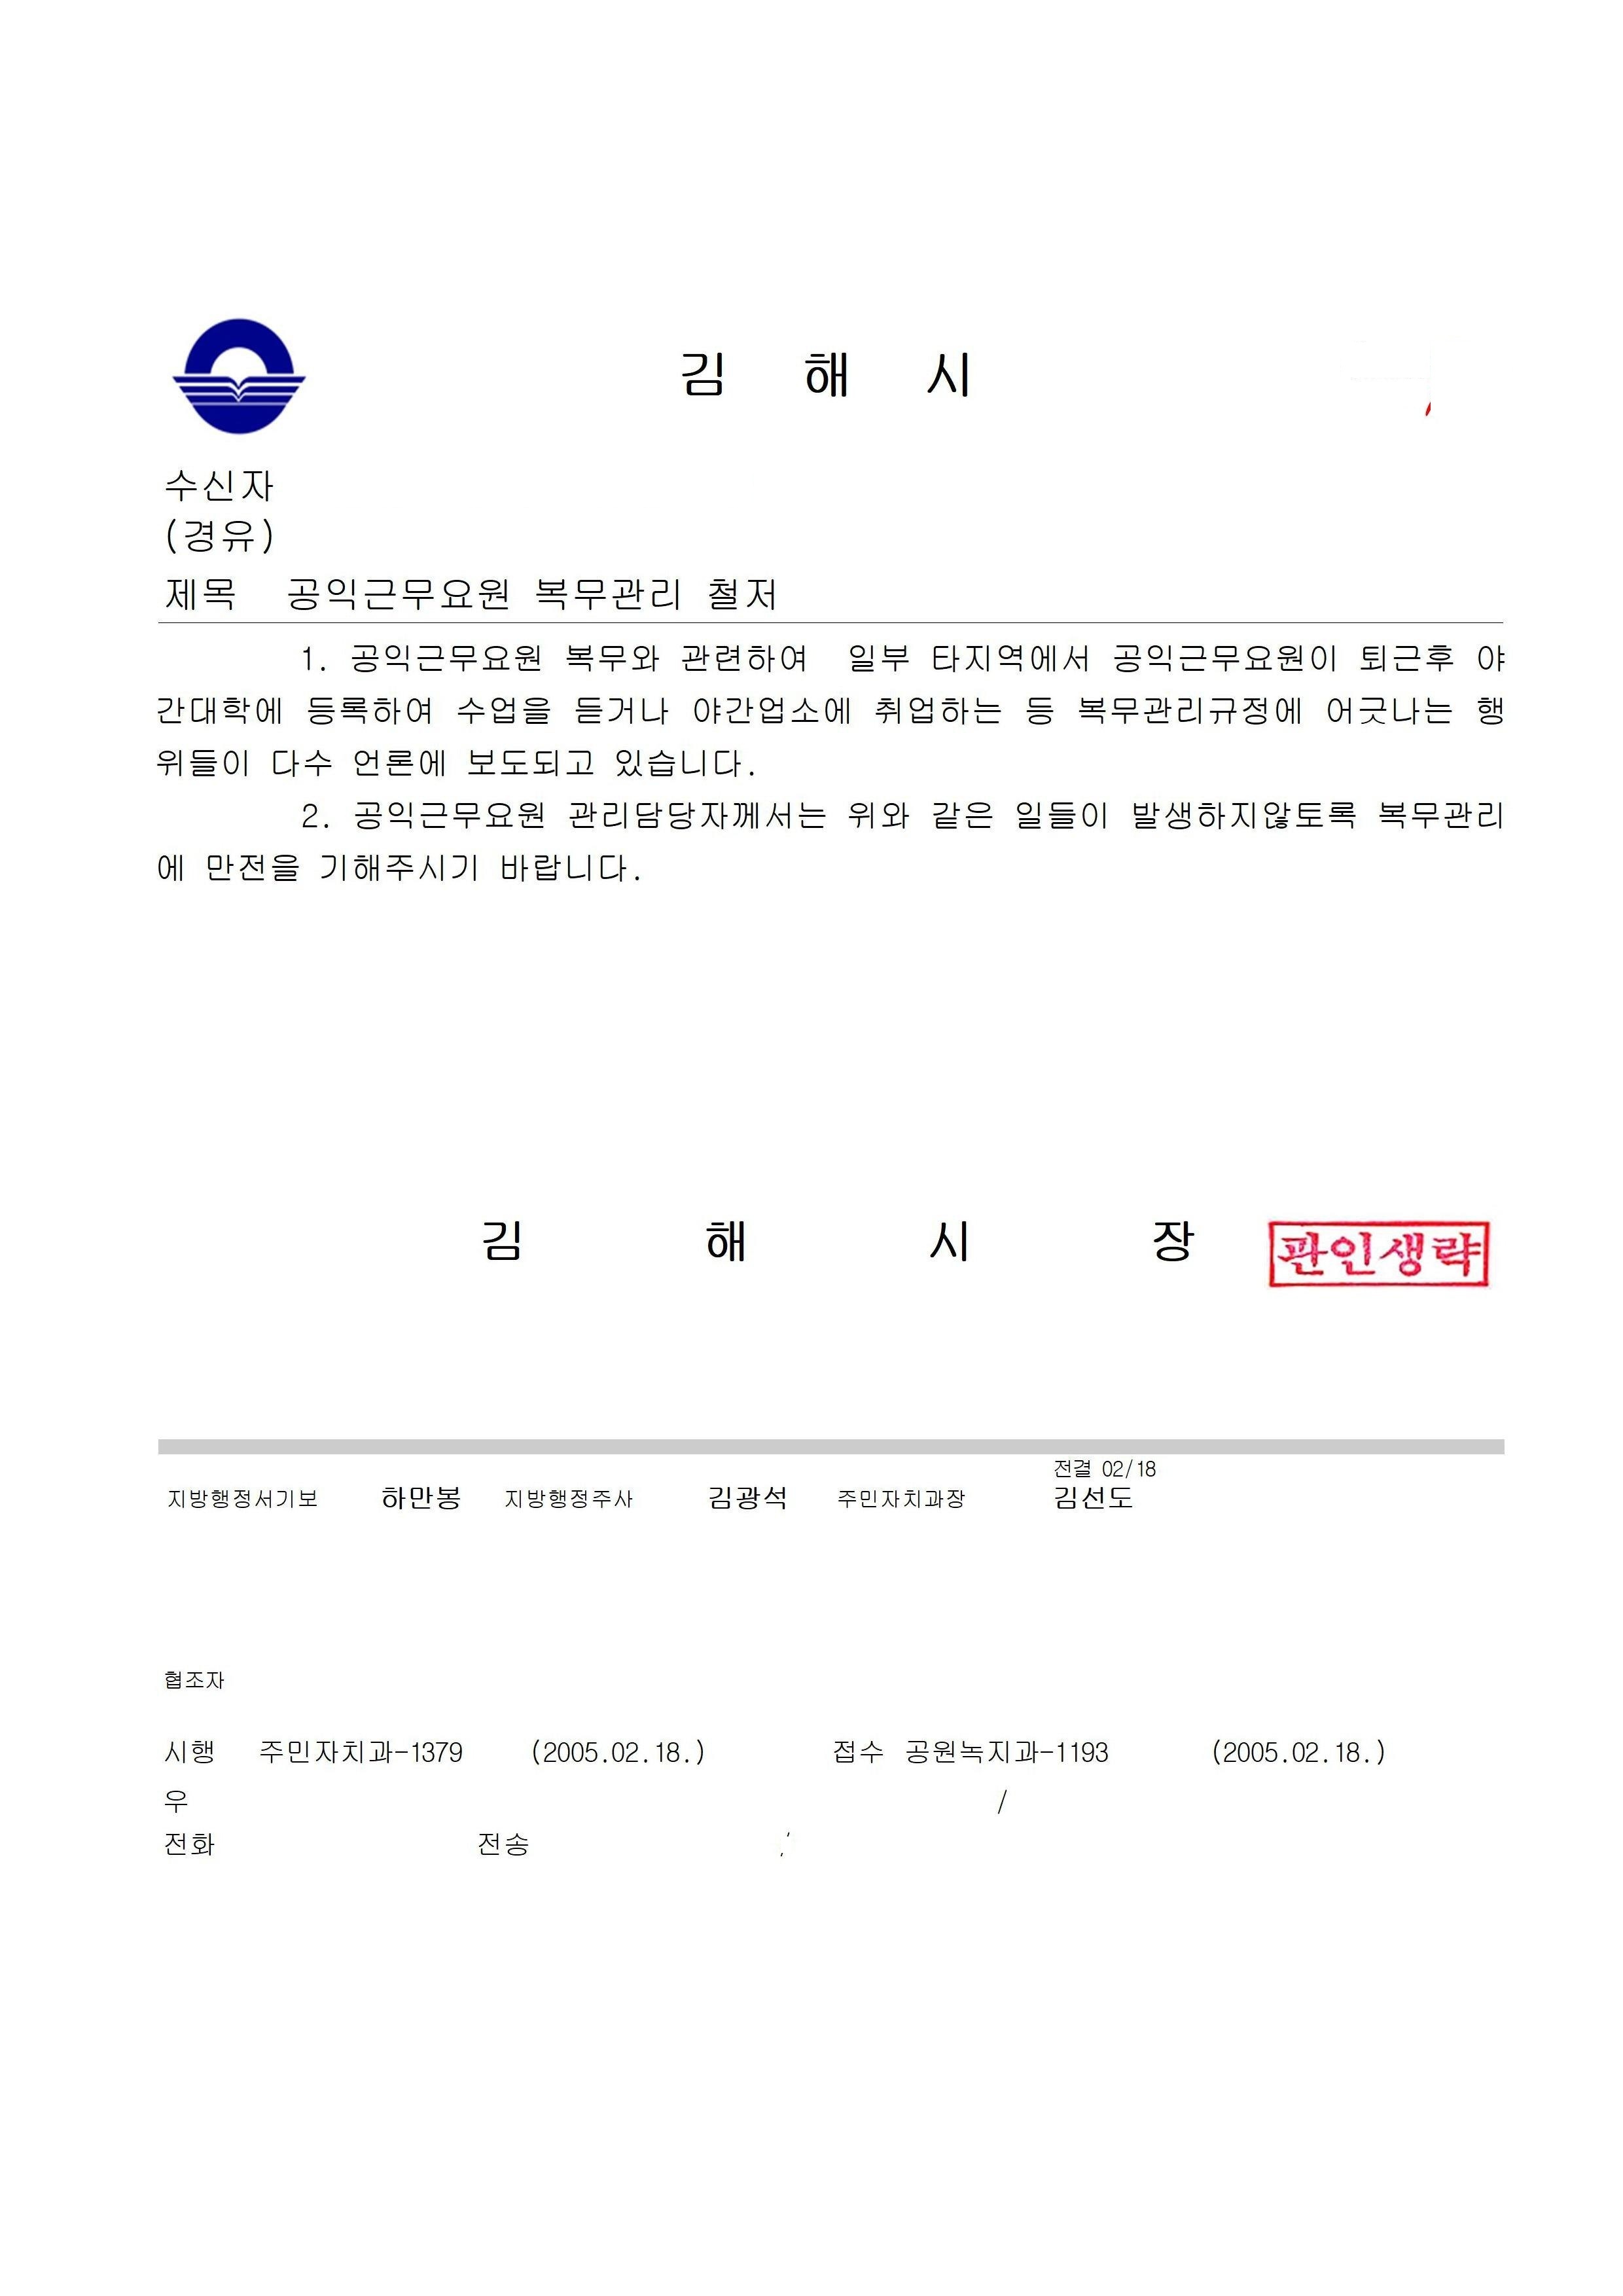 김 해 시
수신자
(경유)
제목 공익근무요원 복무관리 철저
1. 공익근무요원 복무와 관련하여 일부 타지역에서 공익근무요원이 퇴근후 야
간대학에 등록하여 수업을 듣거나 야간업소에 취업하는 등 복무관리규정에 어긋나는 행
위들이 다수 언론에 보도되고 있습니다.
2. 공익근무요원 관리담당자께서는 위와 같은 일들이 발생하지않토록 복무관리
에 만전을 기해주시기 바랍니다.
김 해 시 장 관인생략
전결 02/18
지방행정서기보 하만봉 지방행정주사 김광석 주민자치과장 김선도
협조자
시행 주민자치과-1379 (2005.02.18.) 접수 공원녹지과-1193 (2005.02.18.)
우 /
전화 전송